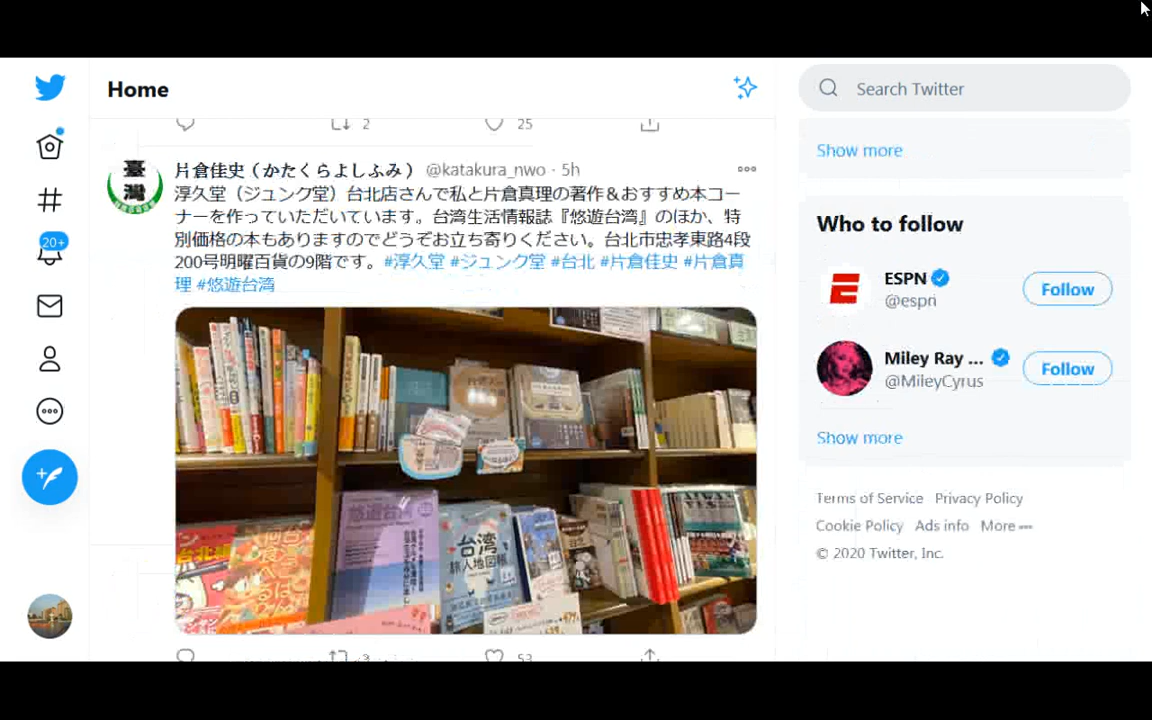 Home
Search Twitter
2
25
Show more
片倉佳史（かたくらよしふみ） @katakura_nwo · 5h
淳久堂（ジュンク堂）台北店さんで私と片倉真理の著作＆おすすめ本コー
ナーを作っていただいています。台湾生活情報誌『悠遊台湾』のほか、特
別価格の本もありますのでどうぞお立ち寄りください。台北市忠孝東路4段
200号明曜百貨の9階です。#淳久堂 #ジュンク堂 #台北 #片倉佳史 #片倉真
理 #悠遊台湾
臺
灣
20+
Who to follow
ESPN
@espn
Follow
Miley Ray ...
@MileyCyrus
Follow
Show more
Terms of Service Privacy Policy
Cookie Policy Ads info More
© 2020 Twitter, Inc.
悠遊台湾
台湾
旅人地図帳
YES
53